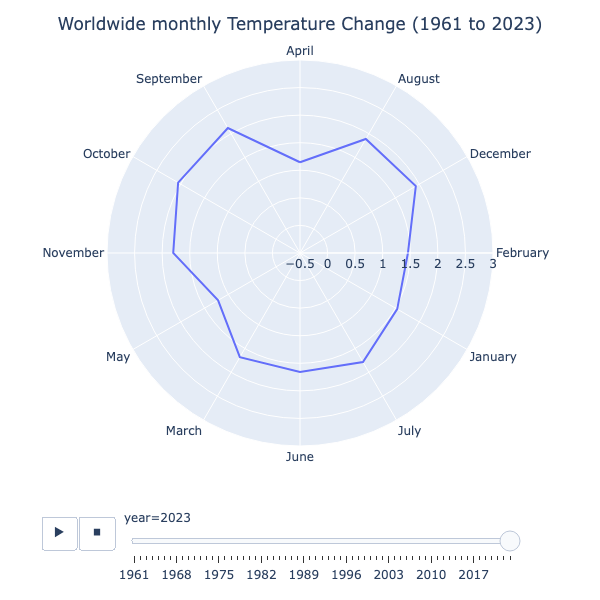 Worldwide monthly Temperature Change (1961 to 2023)
April
September August
October December
November February
−0.5 0 0.5 1 1.5 2 2.5 3
May January
March July
June
year=2023
1961 1968 1975 1982 1989 1996 2003 2010 2017